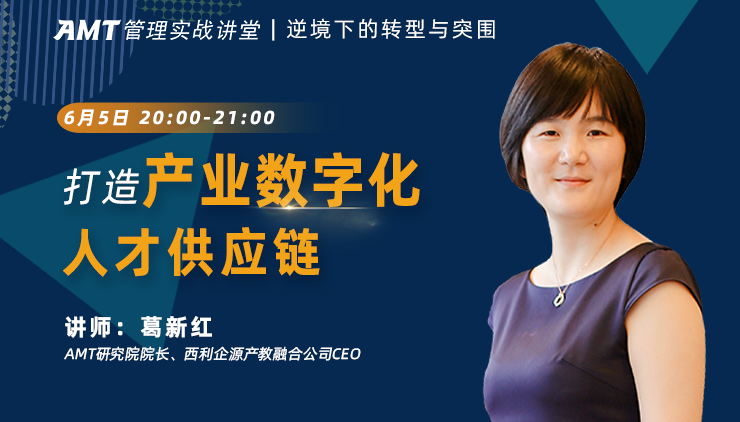 AMT管理实战讲堂 | 逆境下的转型与突围
6月5日 20:00-21:00
打造产业数字化
人才供应链
讲师：葛新红
AMT研究院院长、西利企源产教融合公司CEO